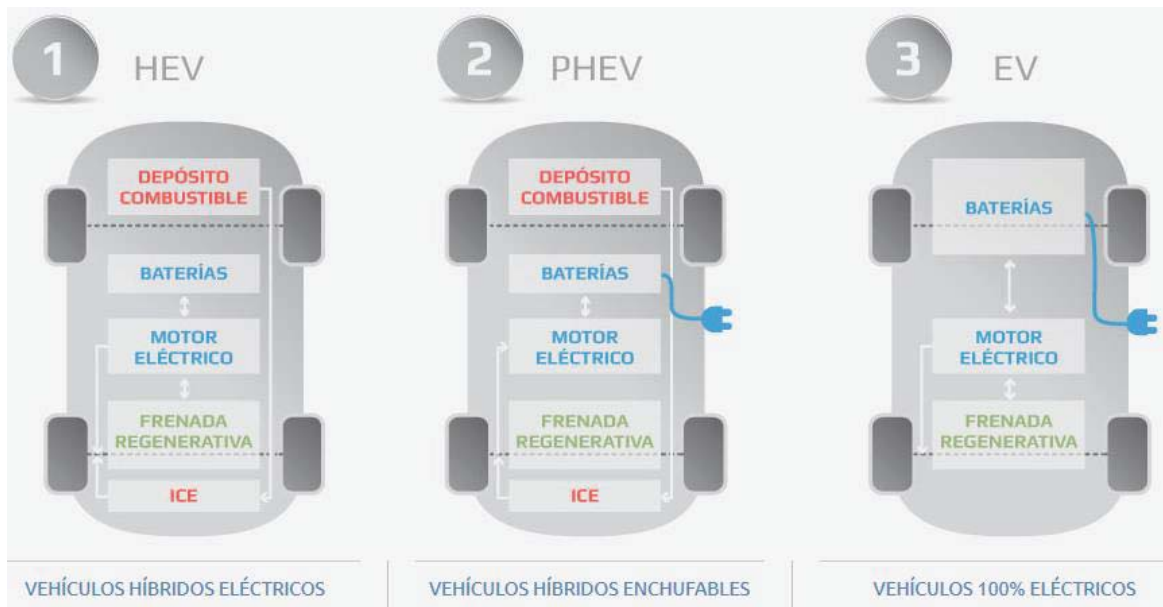 1
HEV
DEPÓSITO
COMBUSTIBLE
BATERÍAS
MOTOR
ELÉCTRICO
FRENADA
REGENERATIVA
ICE
VEHÍCULOS HÍBRIDOS ELÉCTRICOS
2
PHEV
DEPÓSITO
COMBUSTIBLE
BATERÍAS
MOTOR
ELÉCTRICO
FRENADA
REGENERATIVA
ICE
VEHÍCULOS HÍBRIDOS ENCHUFABLES
3
EV
BATERÍAS
MOTOR
ELÉCTRICO
FRENADA
REGENERATIVA
VEHÍCULOS 100% ELÉCTRICOS